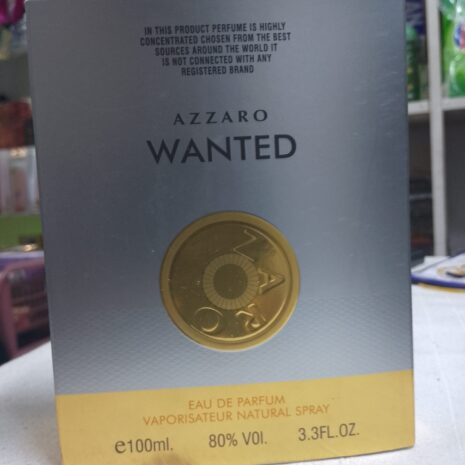 IN THIS PRODUCT PERFUME IS HIGHLY
CONCENTRATED CHOSEN FROM THE BEST
SOURCES AROUND THE WORLD IT
IS NOT CONNECTED WITH ANY
REGISTERED BRAND
AZZARO
WANTED
EAU DE PARFUM
VAPORISATEUR NATURAL SPRAY
℮100ml. 80% VOl. 3.3FL.OZ.